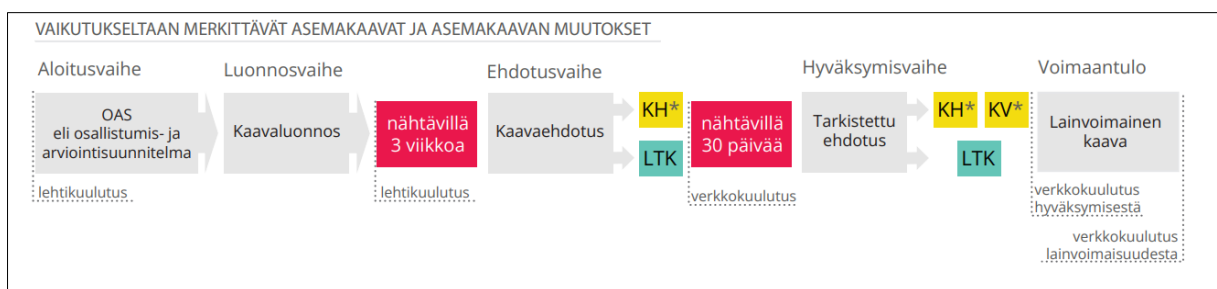 VAIKUTUKSELTAAN MERKITTÄVÄT ASEMAKAAVAT JA ASEMAKAAVAN MUUTOKSET
Aloitusvaihe
OAS
eli osallistumis- ja
arviointisuunnitelma
lehtikuulutus
Luonnosvaihe
Kaavaluonnos
nähtävillä
3 viikkoa
lehtikuulutus
Ehdotusvaihe
Kaavaehdotus
KH*
LTK
nähtävillä
30 päivää
verkkokuulutus
Hyväksymisvaihe
Tarkistettu
ehdotus
KH* KV*
LTK
Voimaantulo
Lainvoimainen
kaava
verkkokuulutus
hyväksymisestä
verkkokuulutus
lainvoimaisuudesta